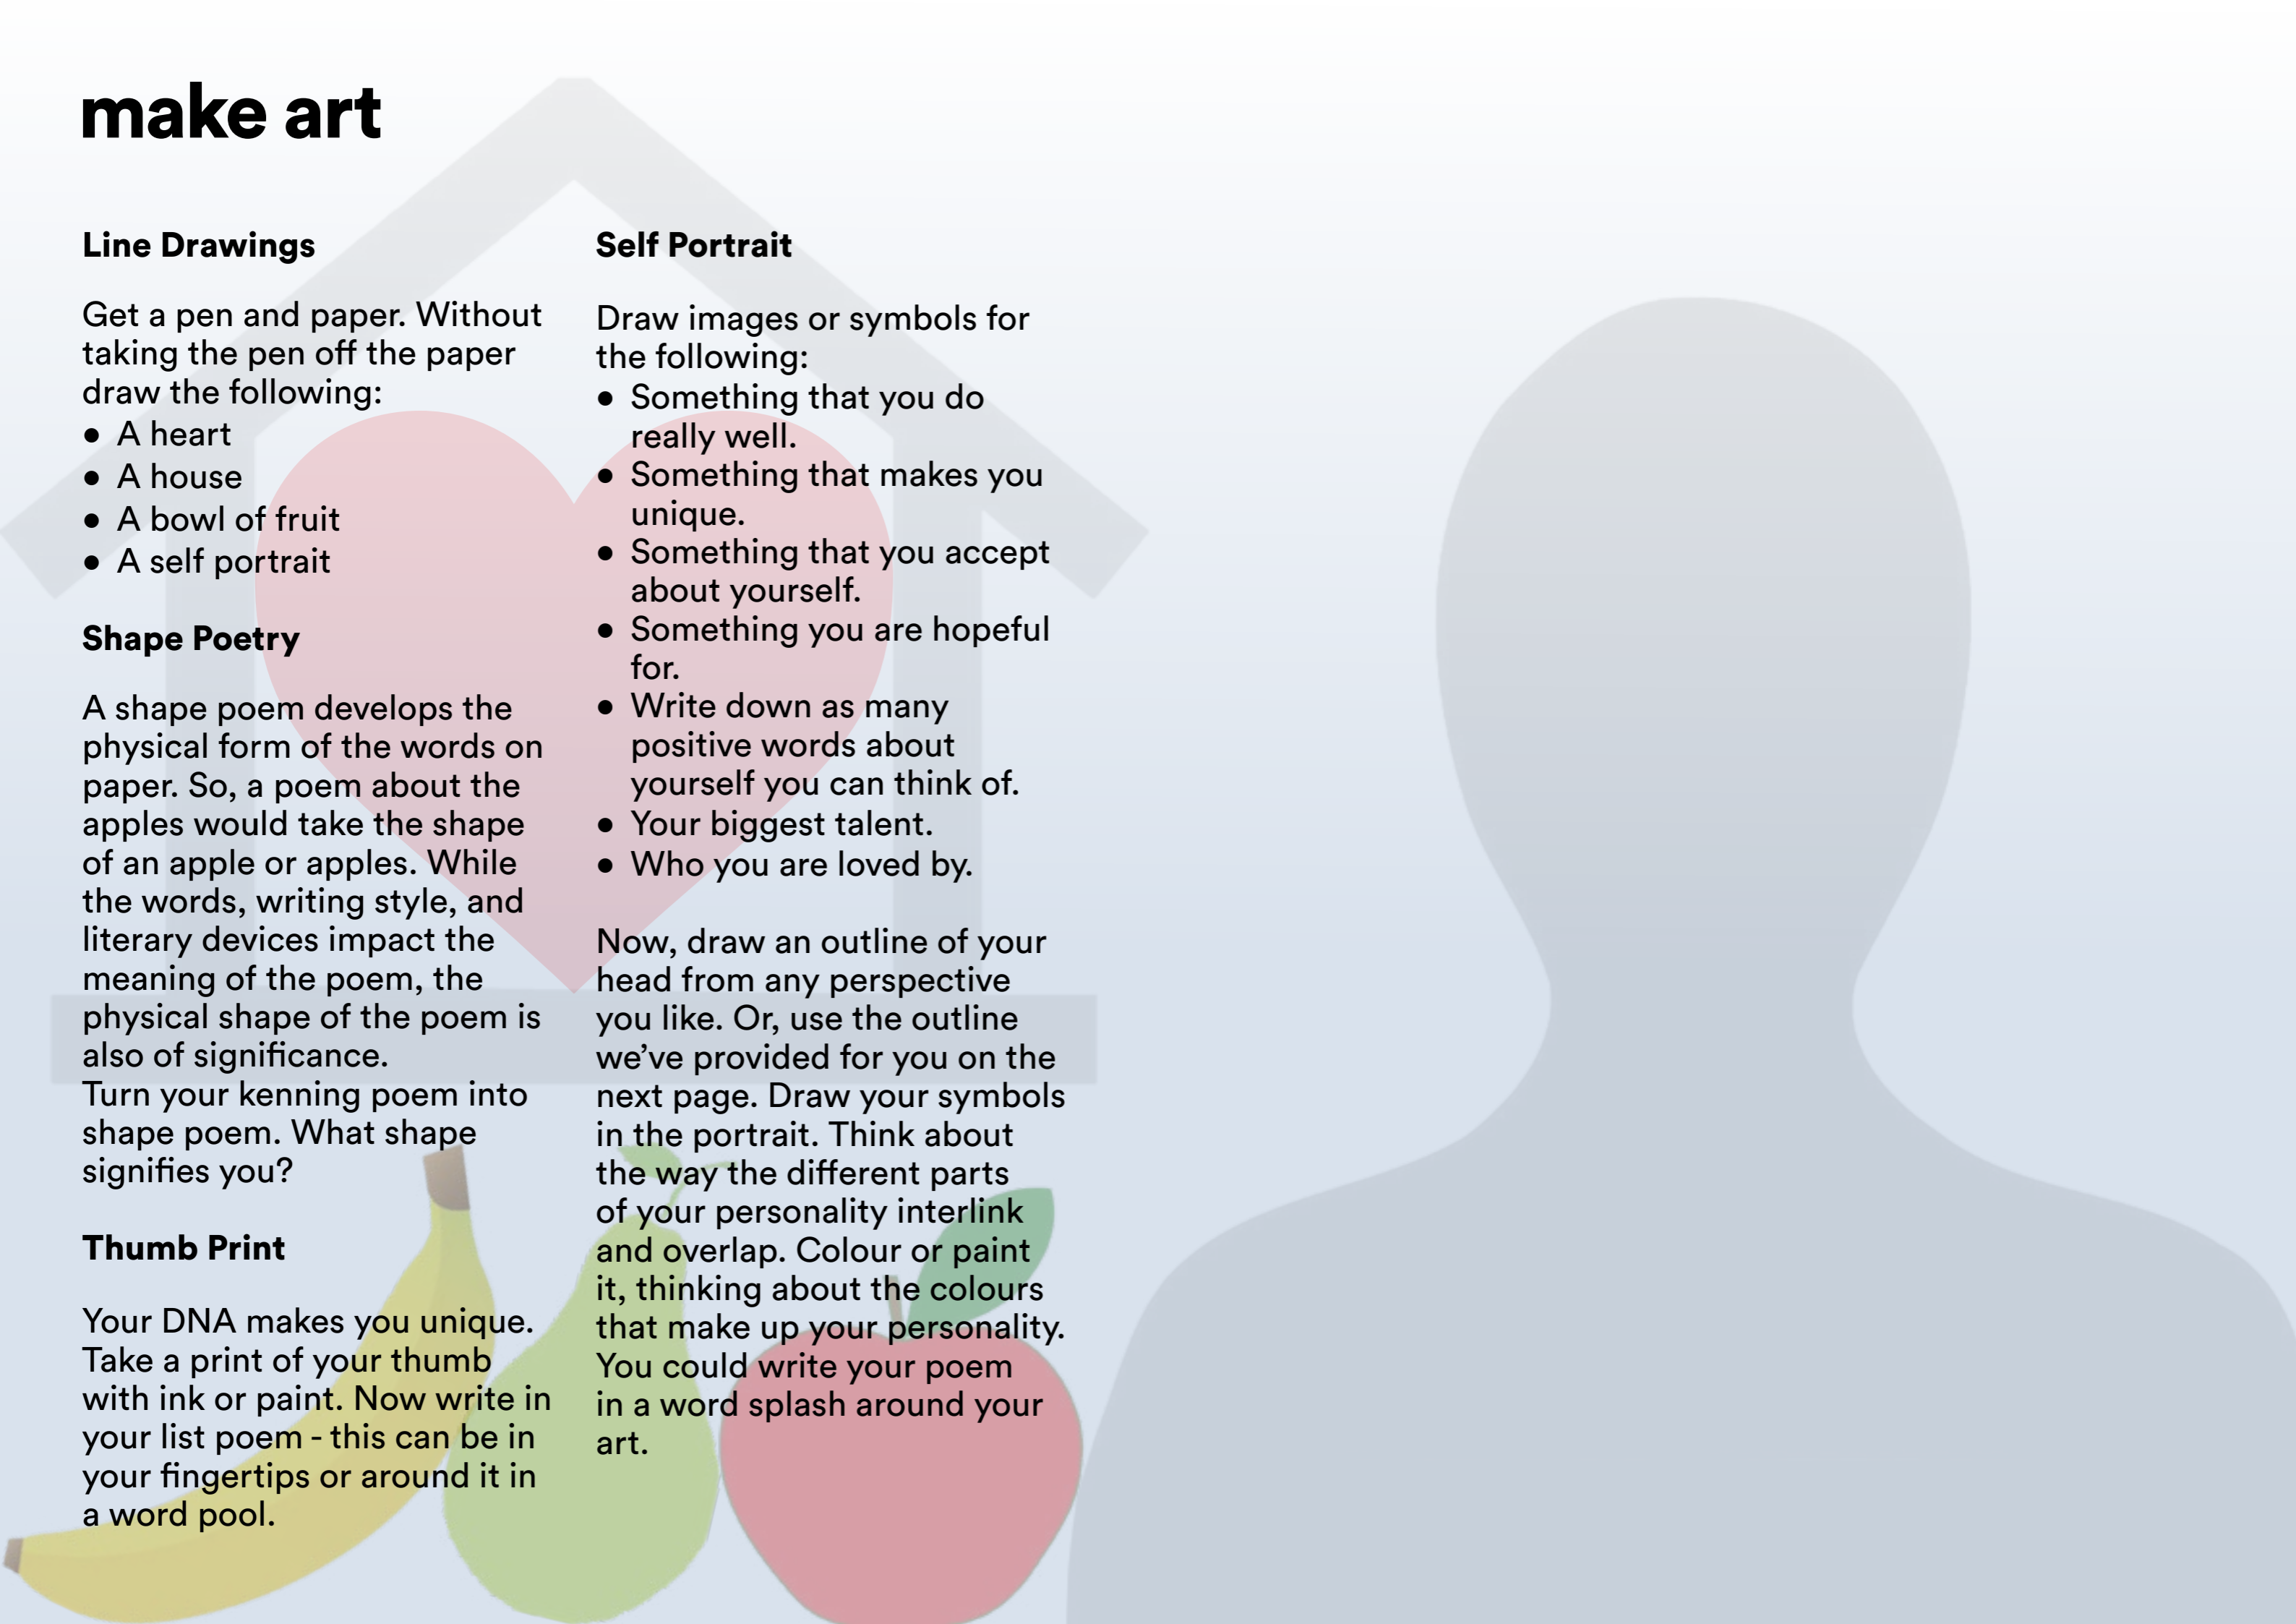 make art
Line Drawings
Get a pen and paper. Without
taking the pen off the paper
draw the following:
• A heart
• A house
• A bowl of fruit
• A self portrait
Shape Poetry
A shape poem develops the
physical form of the words on
paper. So, a poem about the
apples would take the shape
of an apple or apples. While
the words, writing style, and
literary devices impact the
meaning of the poem, the
physical shape of the poem is
also of significance.
Turn your kenning poem into
shape poem. What shape
signifies you?
Thumb Print
Your DNA makes you unique.
Take a print of your thumb
with ink or paint. Now write in
your list poem - this can be in
your fingertips or around it in
a word pool.
Self Portrait
Draw images or symbols for
the following:
• Something that you do
really well.
• Something that makes you
unique.
• Something that you accept
about yourself.
• Something you are hopeful
for.
• Write down as many
positive words about
yourself you can think of.
• Your biggest talent.
• Who you are loved by.
Now, draw an outline of your
head from any perspective
you like. Or, use the outline
we’ve provided for you on the
next page. Draw your symbols
in the portrait. Think about
the way the different parts
of your personality interlink
and overlap. Colour or paint
it, thinking about the colours
that make up your personality.
You could write your poem
in a word splash around your
art.